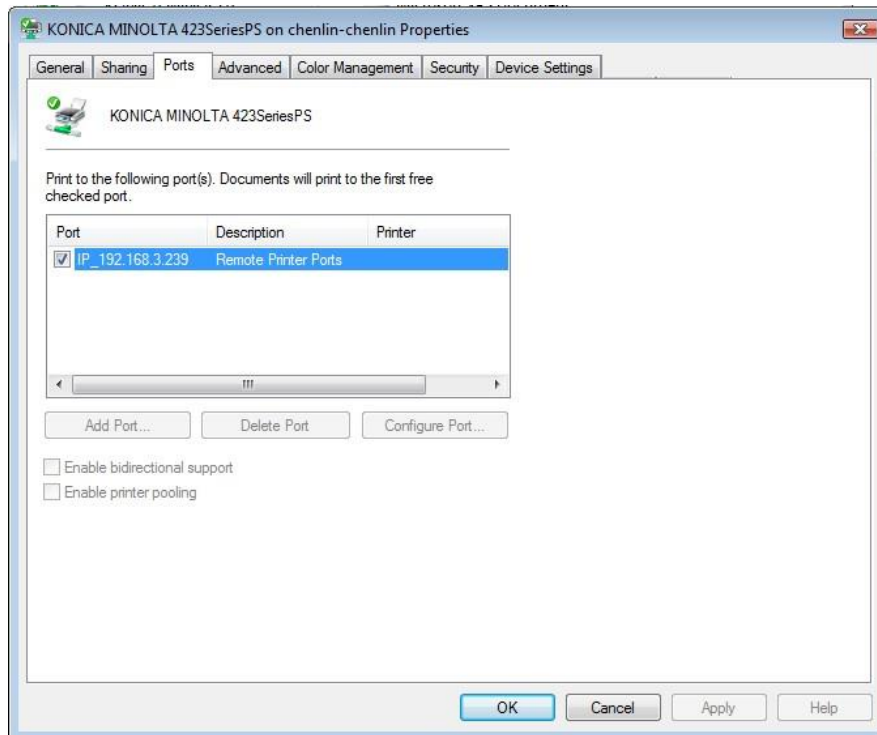 KONICA MINOLTA 423SeriesPS on chenlin-chenlin Properties
General Sharing Ports Advanced Color Management Security Device Settings
KONICA MINOLTA 423SeriesPS
Print to the following port(s). Documents will print to the first free
checked port.
Port Description Printer
IP_192.168.3.239 Remote Printer Ports
Add Port... Delete Port Configure Port...
Enable bidirectional support
Enable printer pooling
OK Cancel Apply Help